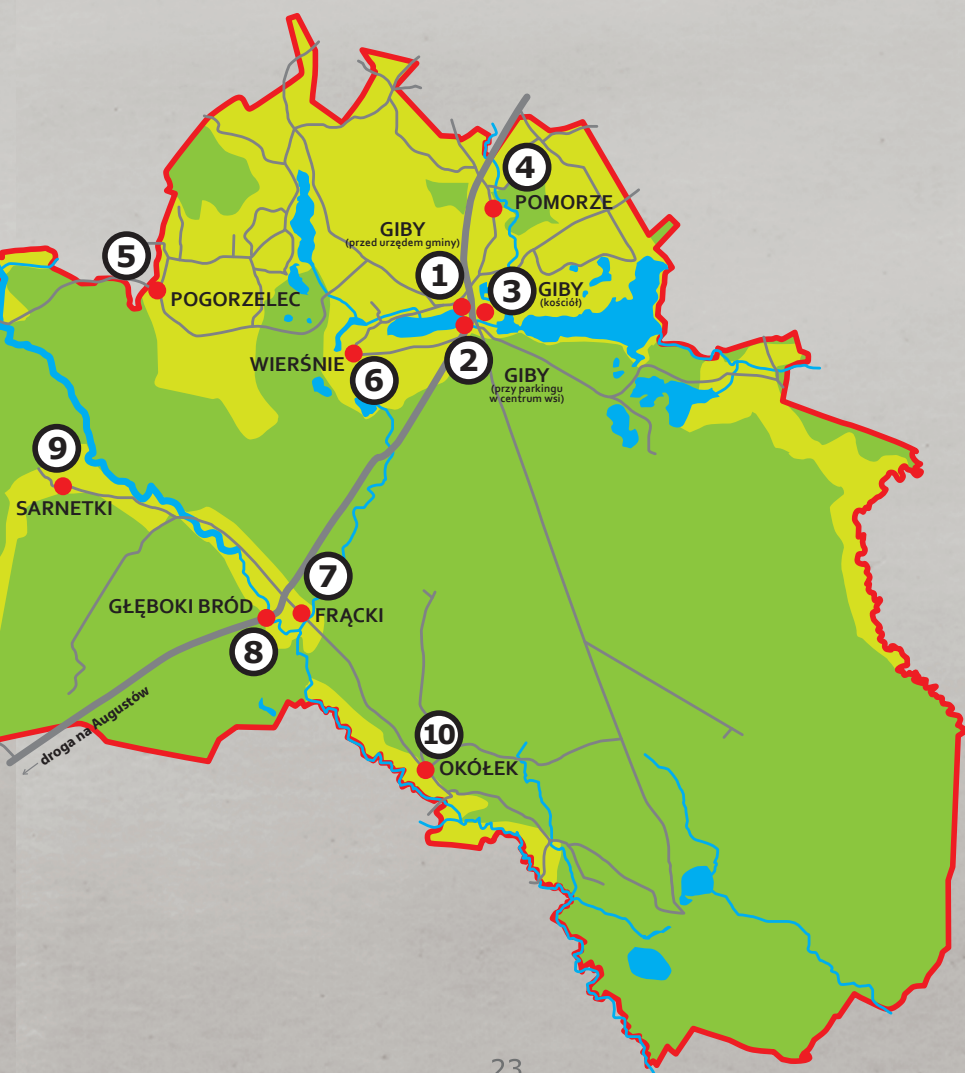 4
POMORZE
GIBY
(przed urzędem gminy)
5
1
3
GIBY
(kościół)
POGORZELEC
WIERŚNIE
6
2
GIBY
(przy parkingu
w centrum wsi)
9
SARNETKI
7
GŁĘBOKI BRÓD
FRĄCKI
8
← droga na Augustów
10
OKÓŁEK
23